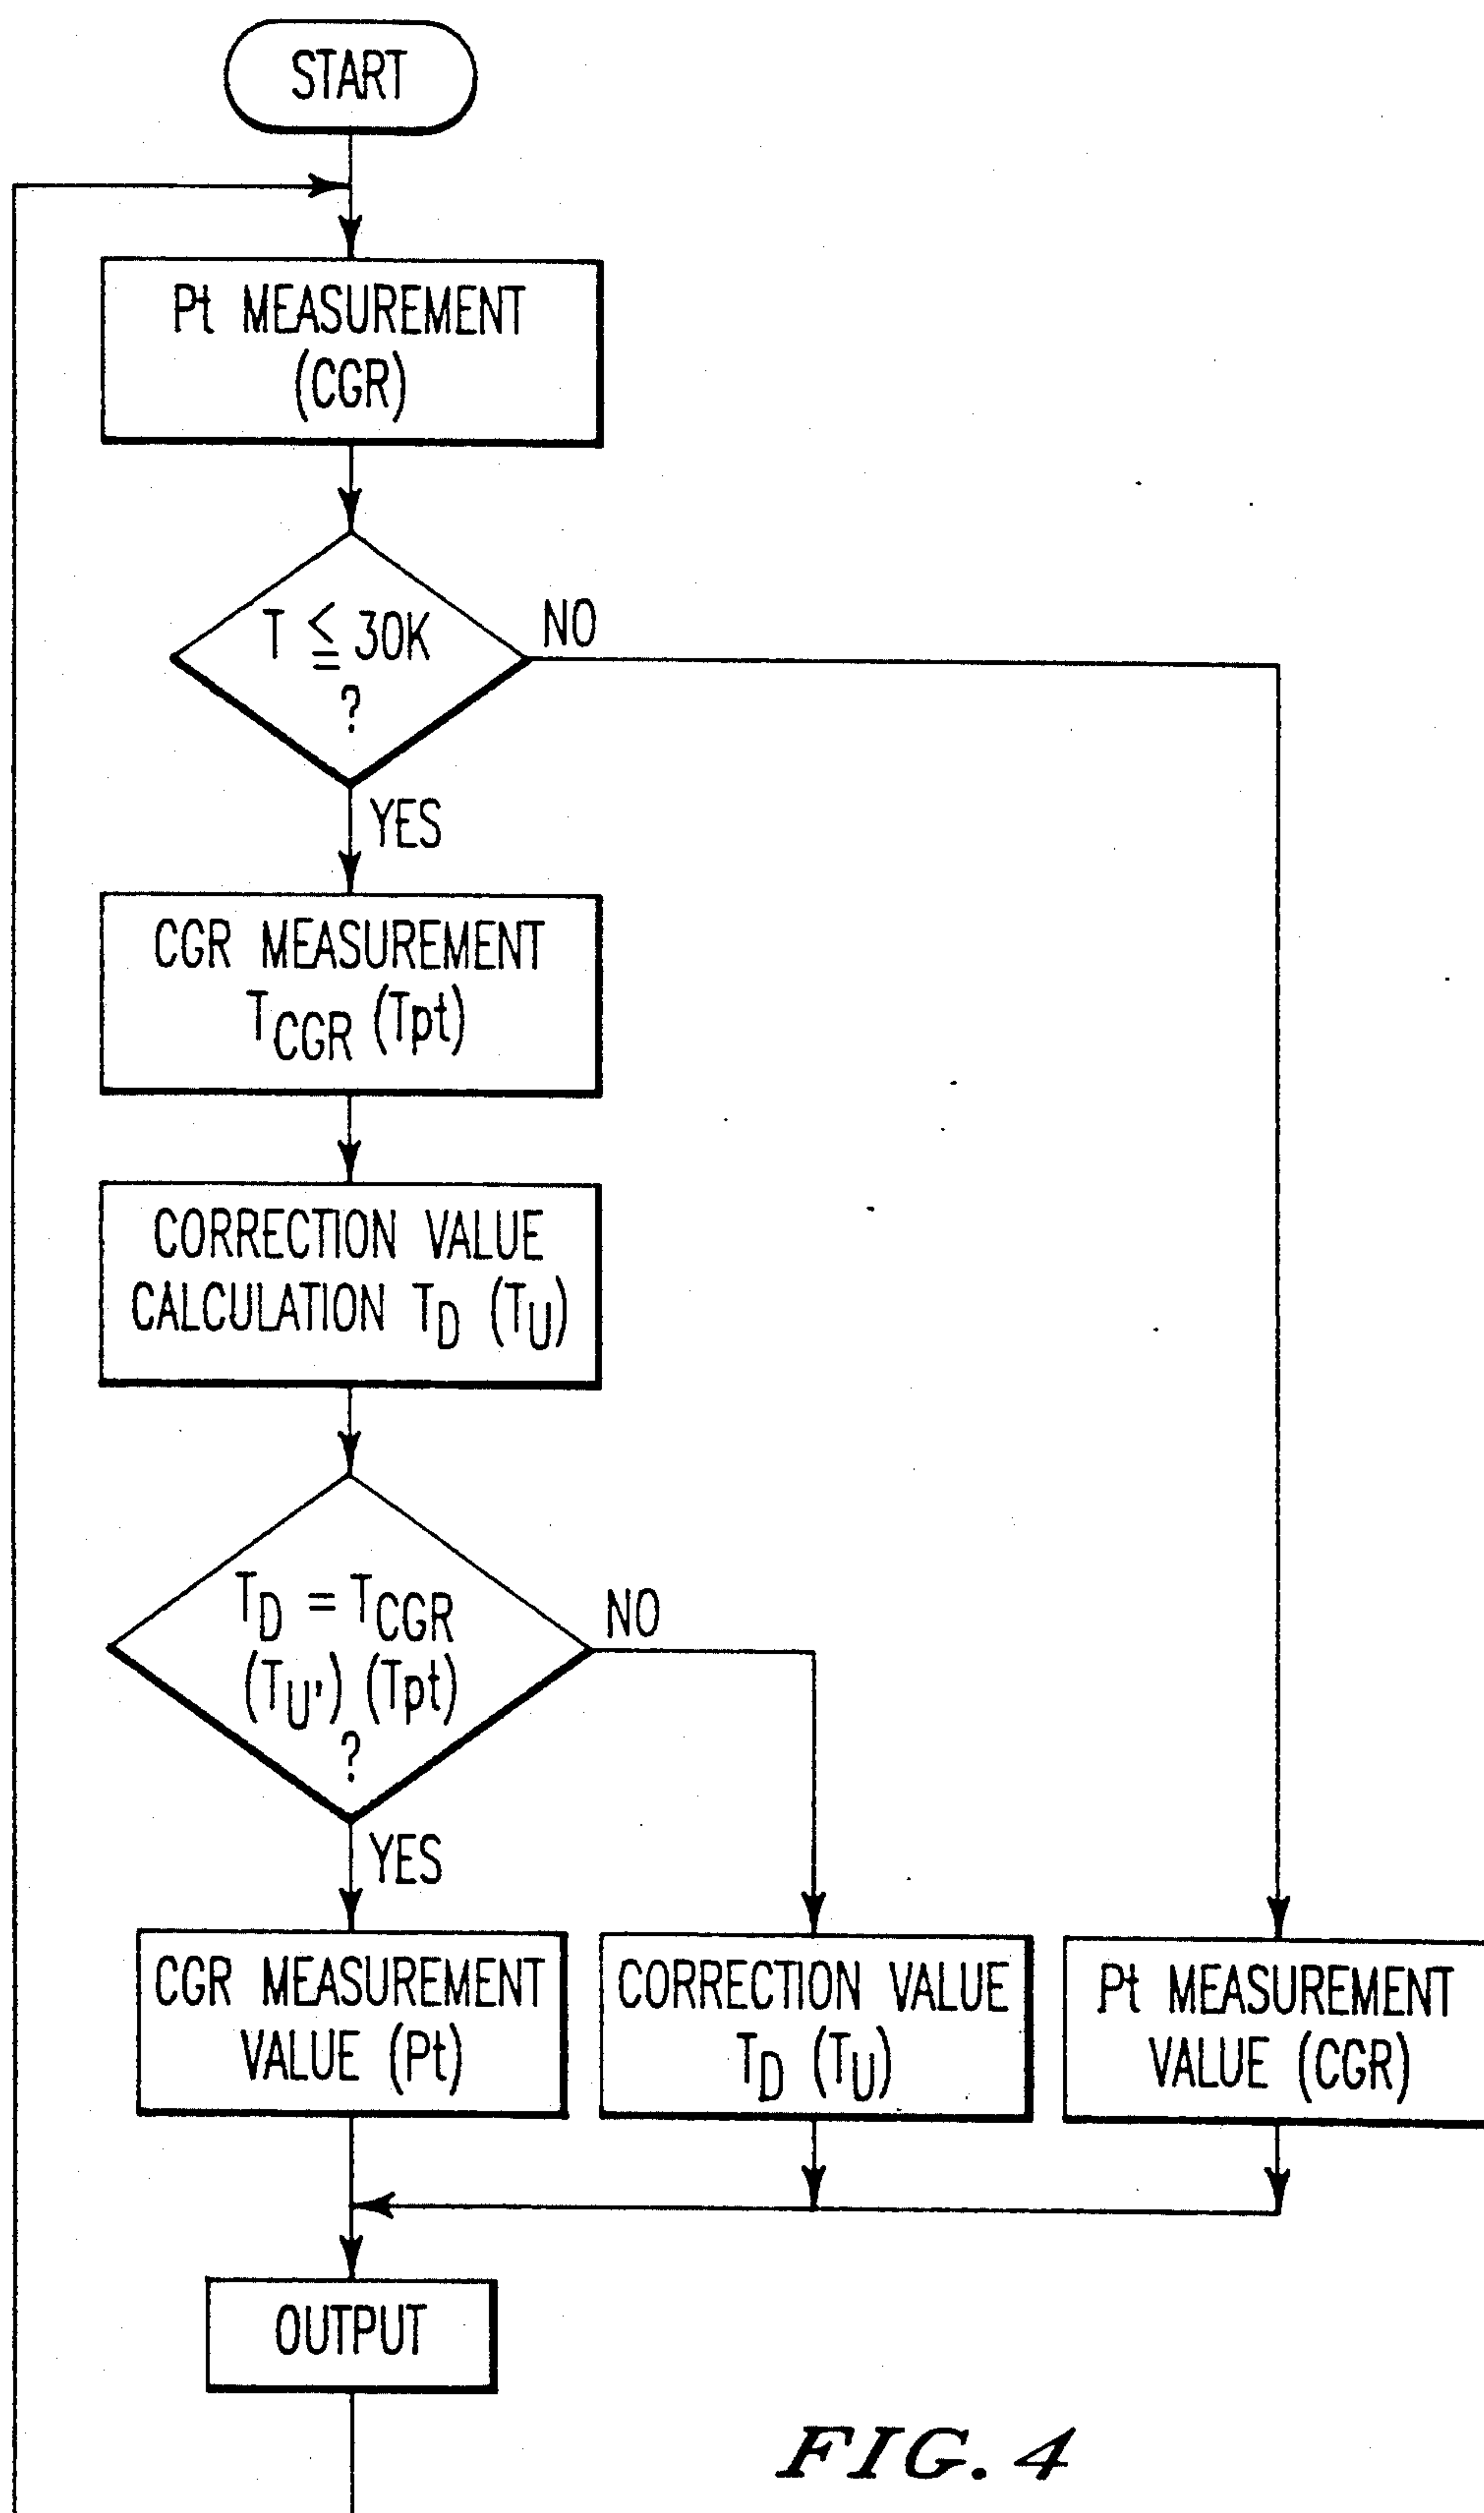 START
Pt MEASUREMENT
(CGR)
T ≦ 30K
?
NO
YES
CGR MEASUREMENT
TCGR (Tpt)
CORRECTION VALUE
CALCULATION TD (TU)
TD = TCGR
(TU') (Tpt)
?
NO
YES
CGR MEASUREMENT
VALUE (Pt)
CORRECTION VALUE
TD (TU)
Pt MEASUREMENT
VALUE (CGR)
OUTPUT
FIG. 4